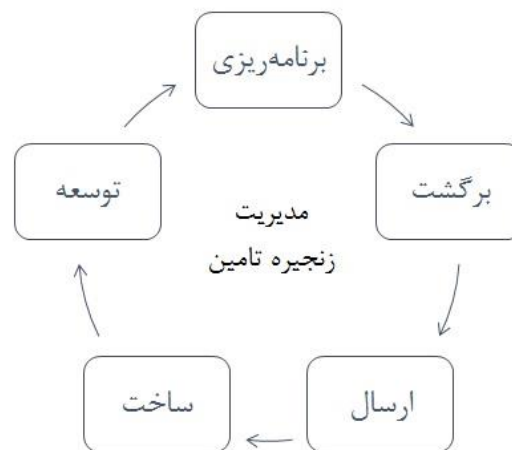 برنامه‌ریزی
برگشت
ارسال
ساخت
توسعه
مدیریت
زنجیره تامین